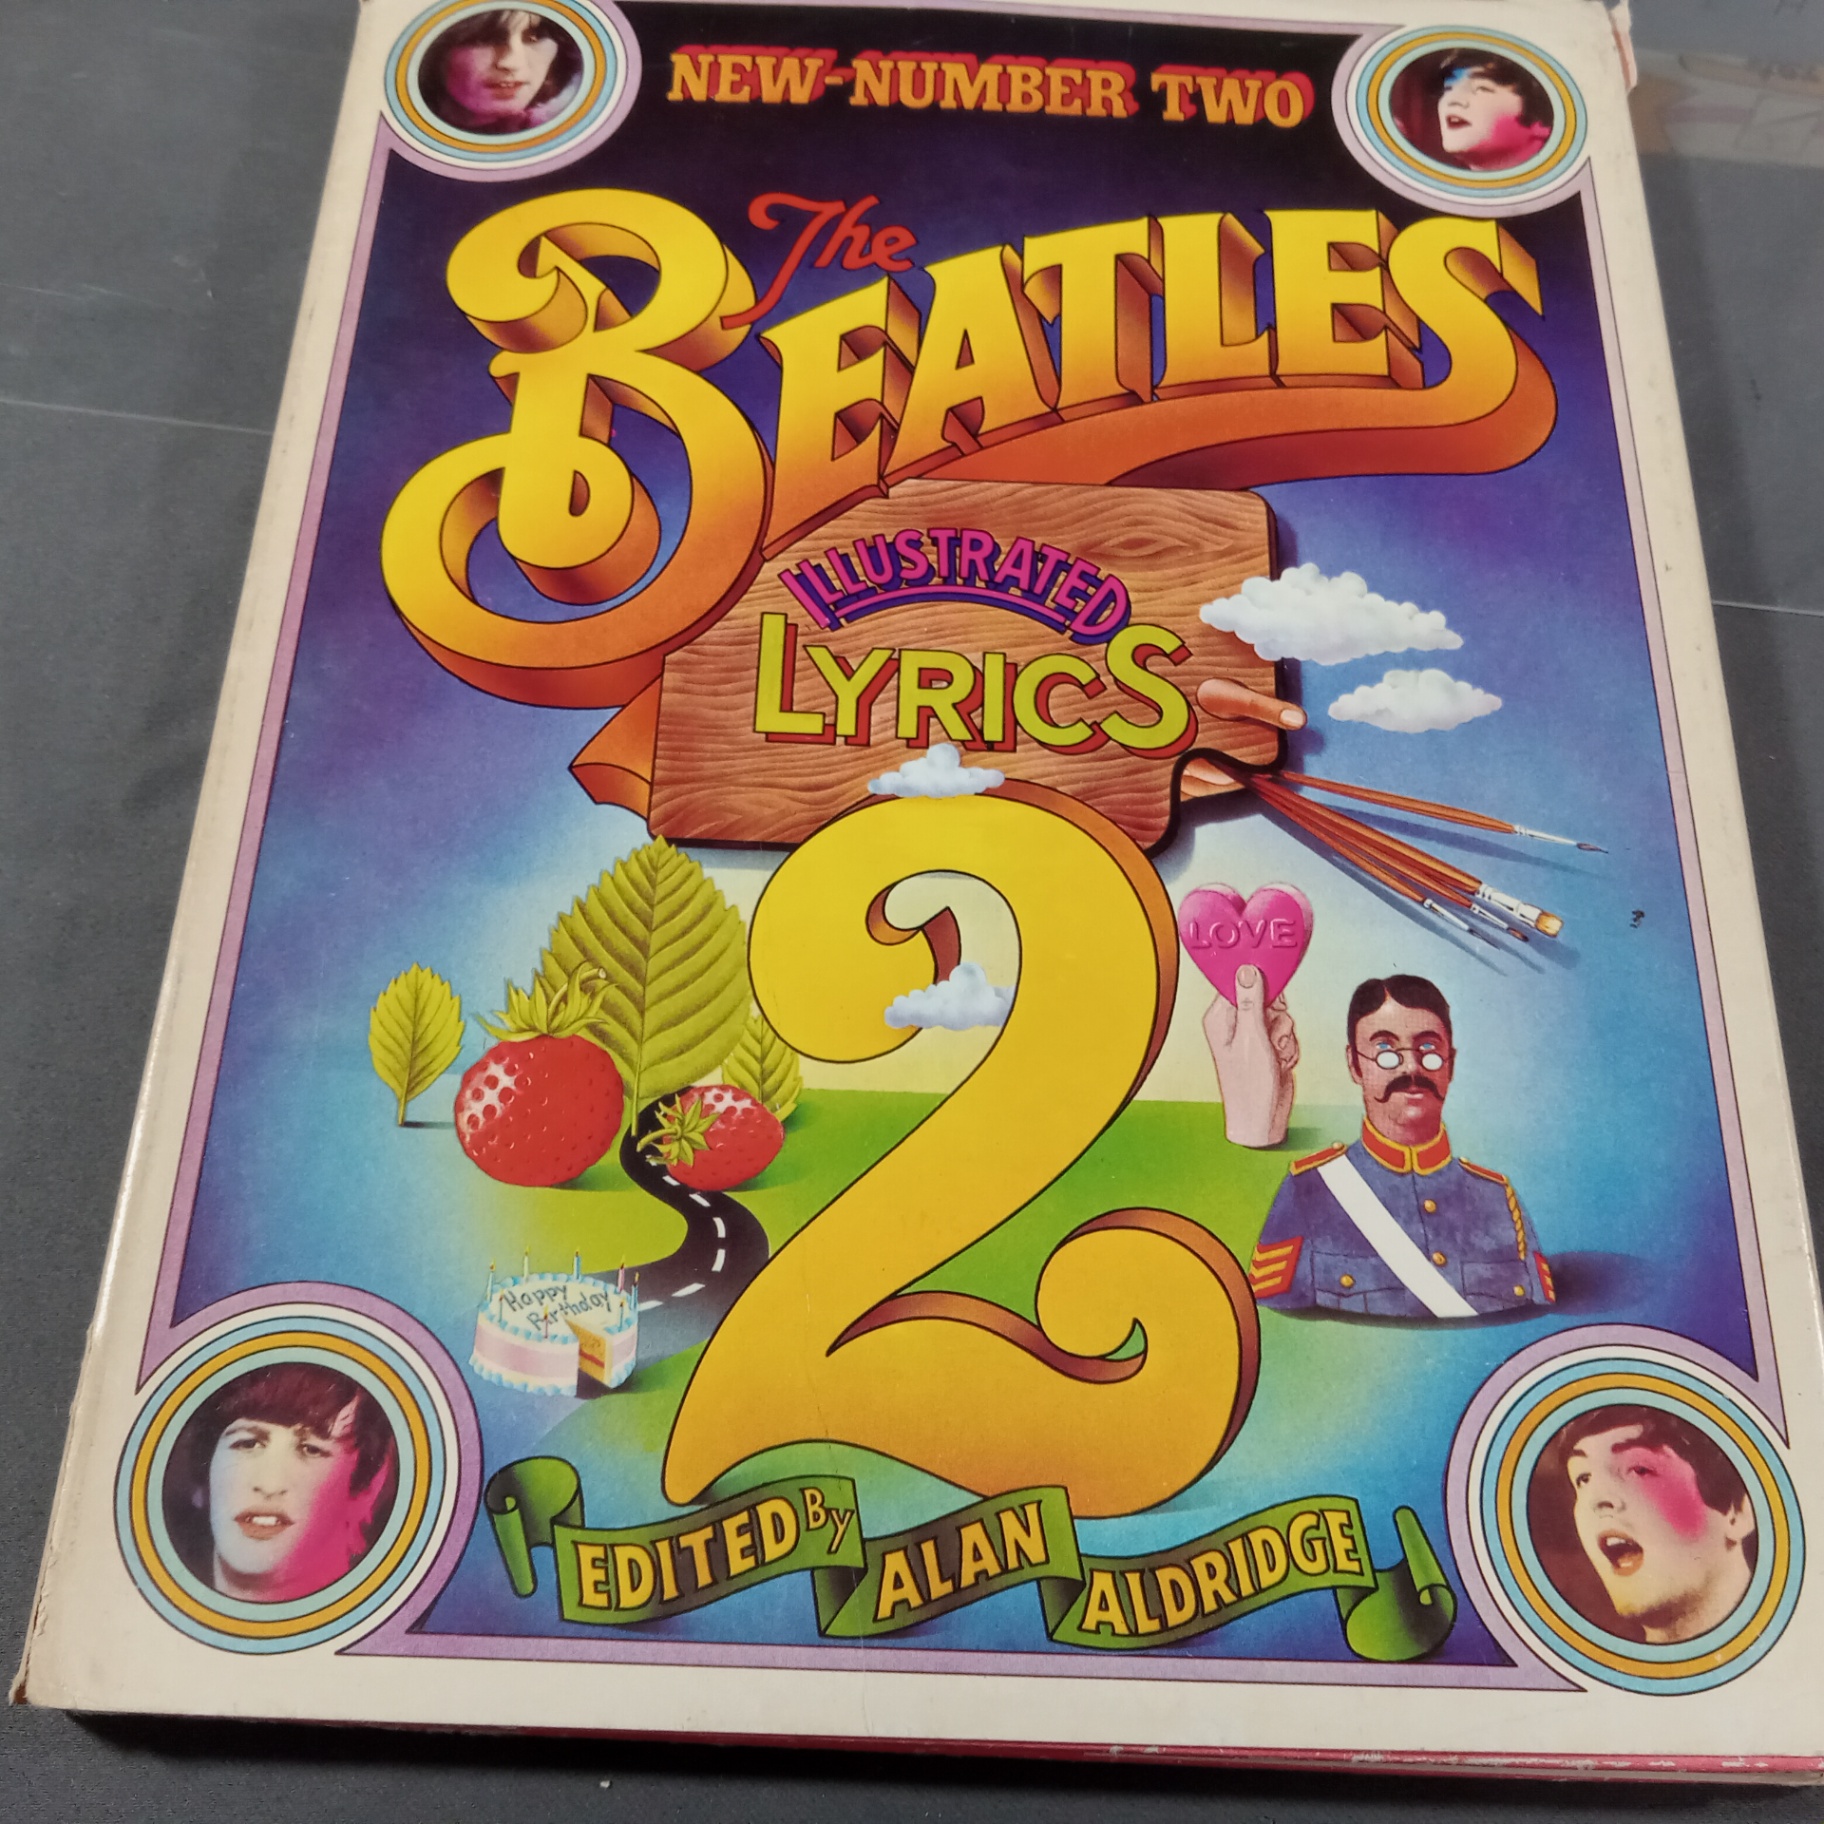 NEW-NUMBER TWO
The
BEATLES
ILLUSTRATED
LYRICS
2
LOVE
Happy
Birthday
EDITED By
ALAN
ALDRIDGE